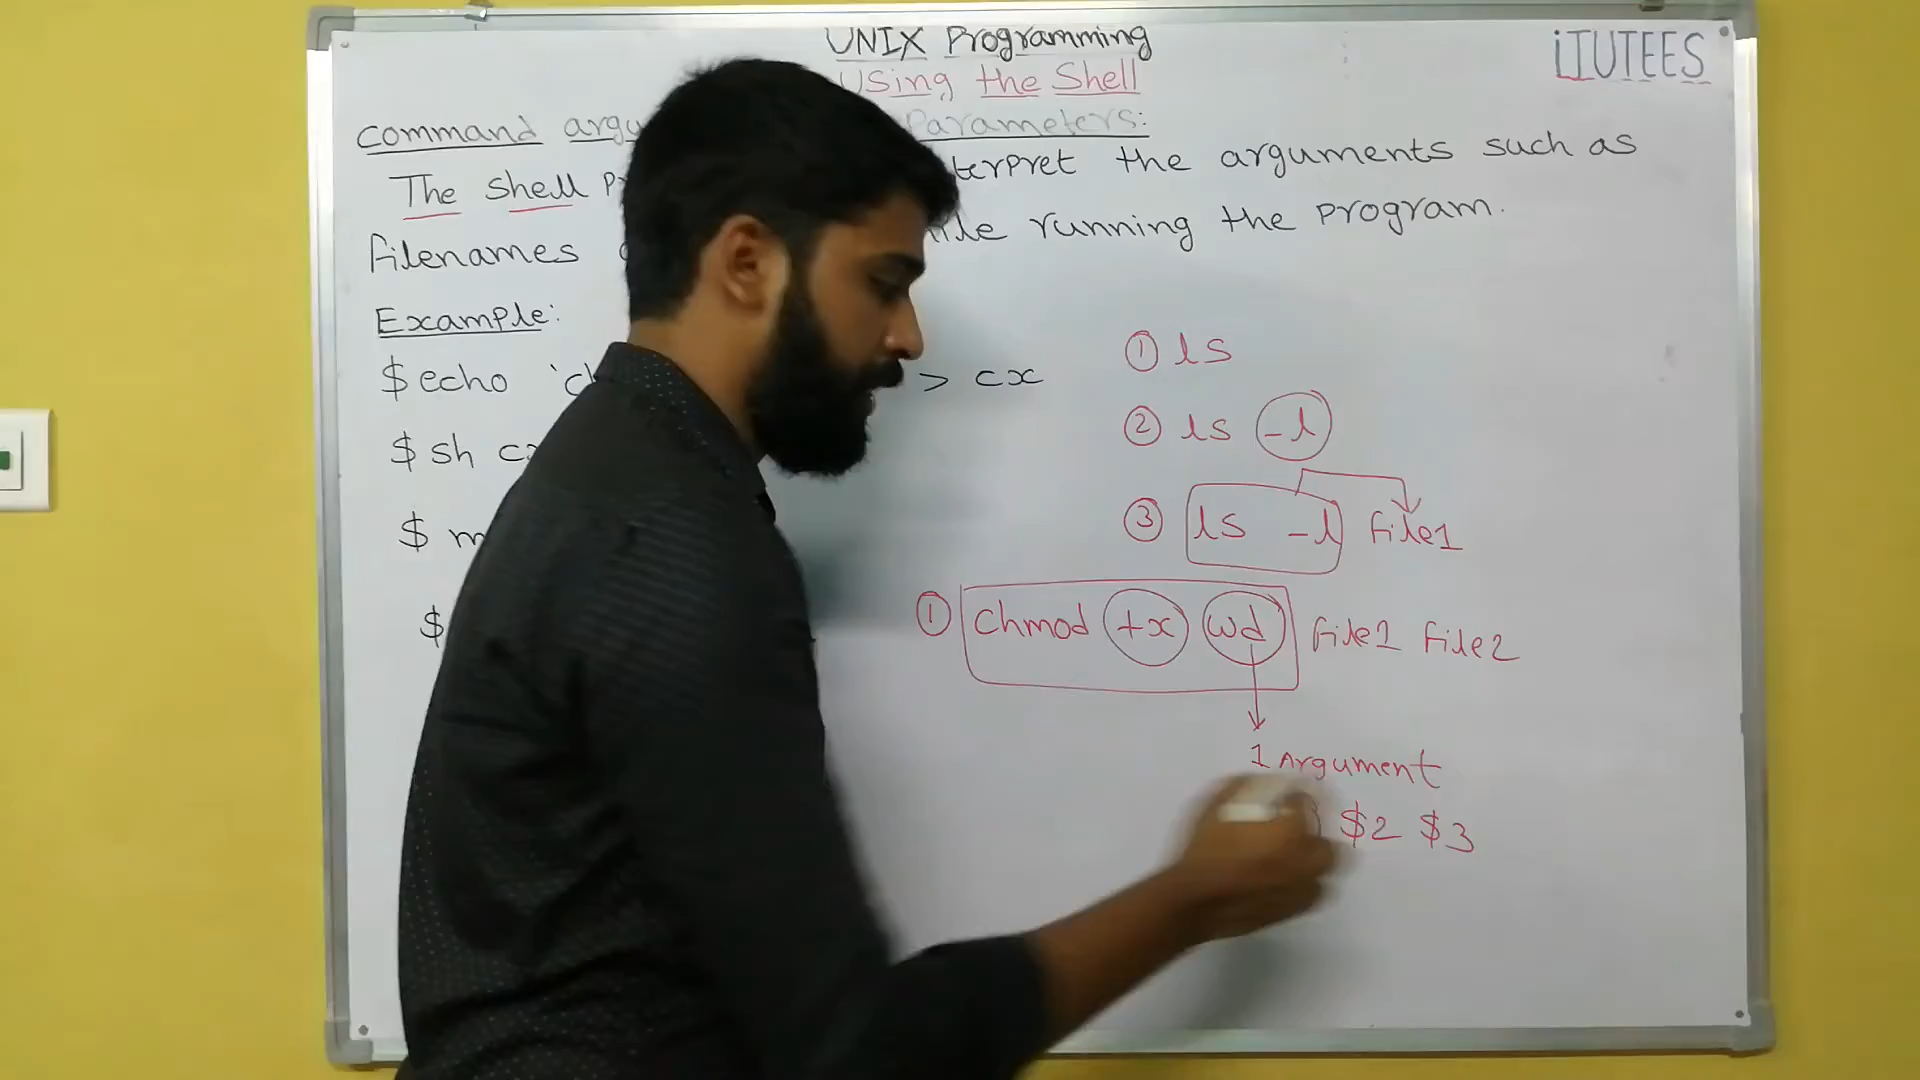 UNIX Programming
iTUTEES
Using the Shell
Command Parameters:
The shell terpret the arguments such as
filenames running the program.
Example:
$ echo > cx
$ sh
$
$
① ls
② ls -l
③ ls -l file1
① chmod +x wd file1 file2
1 Argument
$2 $3